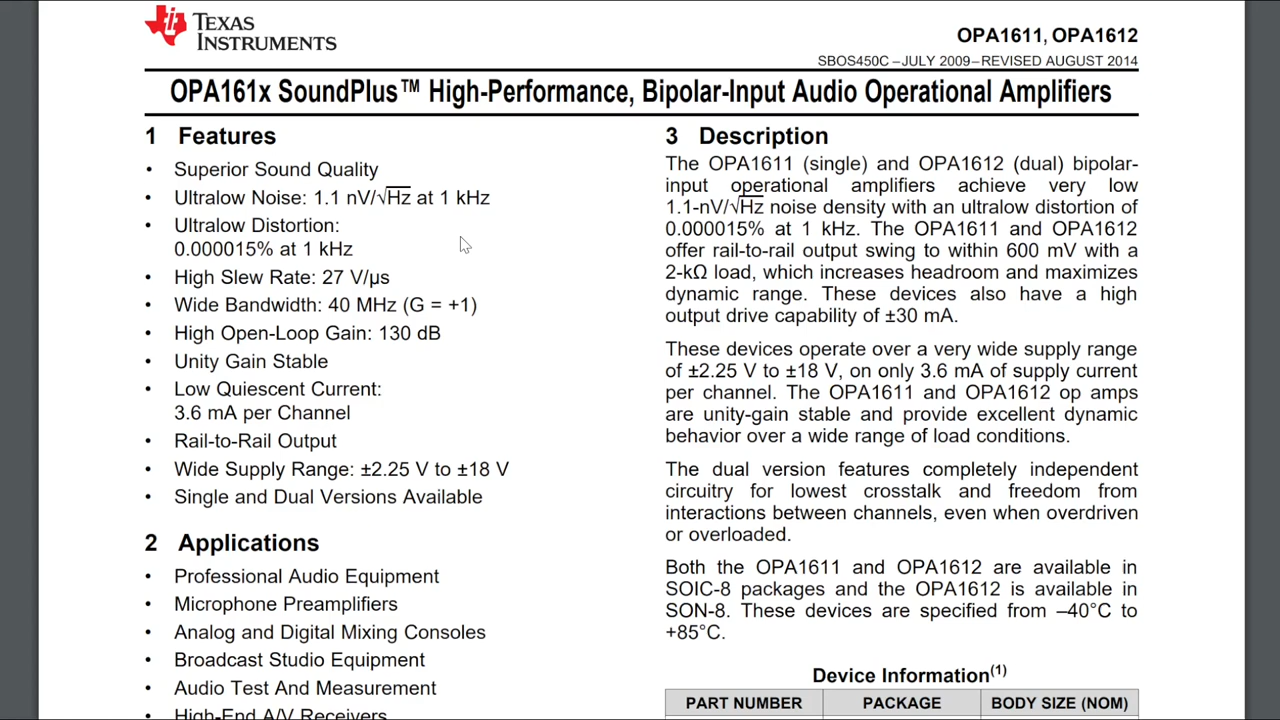 TEXAS
INSTRUMENTS
OPA1611, OPA1612
SBOS450C – JULY 2009 – REVISED AUGUST 2014
OPA161x SoundPlus™ High-Performance, Bipolar-Input Audio Operational Amplifiers
1 Features
• Superior Sound Quality
• Ultralow Noise: 1.1 nV/√Hz at 1 kHz
• Ultralow Distortion:
0.000015% at 1 kHz
• High Slew Rate: 27 V/μs
• Wide Bandwidth: 40 MHz (G = +1)
• High Open-Loop Gain: 130 dB
• Unity Gain Stable
• Low Quiescent Current:
3.6 mA per Channel
• Rail-to-Rail Output
• Wide Supply Range: ±2.25 V to ±18 V
• Single and Dual Versions Available
2 Applications
• Professional Audio Equipment
• Microphone Preamplifiers
• Analog and Digital Mixing Consoles
• Broadcast Studio Equipment
• Audio Test And Measurement
• High-End A/V Receivers
3 Description
The OPA1611 (single) and OPA1612 (dual) bipolar-
input operational amplifiers achieve very low
1.1-nV/√Hz noise density with an ultralow distortion of
0.000015% at 1 kHz. The OPA1611 and OPA1612
offer rail-to-rail output swing to within 600 mV with a
2-kΩ load, which increases headroom and maximizes
dynamic range. These devices also have a high
output drive capability of ±30 mA.
These devices operate over a very wide supply range
of ±2.25 V to ±18 V, on only 3.6 mA of supply current
per channel. The OPA1611 and OPA1612 op amps
are unity-gain stable and provide excellent dynamic
behavior over a wide range of load conditions.
The dual version features completely independent
circuitry for lowest crosstalk and freedom from
interactions between channels, even when overdriven
or overloaded.
Both the OPA1611 and OPA1612 are available in
SOIC-8 packages and the OPA1612 is available in
SON-8. These devices are specified from –40°C to
+85°C.
Device Information(1)
PART NUMBER PACKAGE BODY SIZE (NOM)